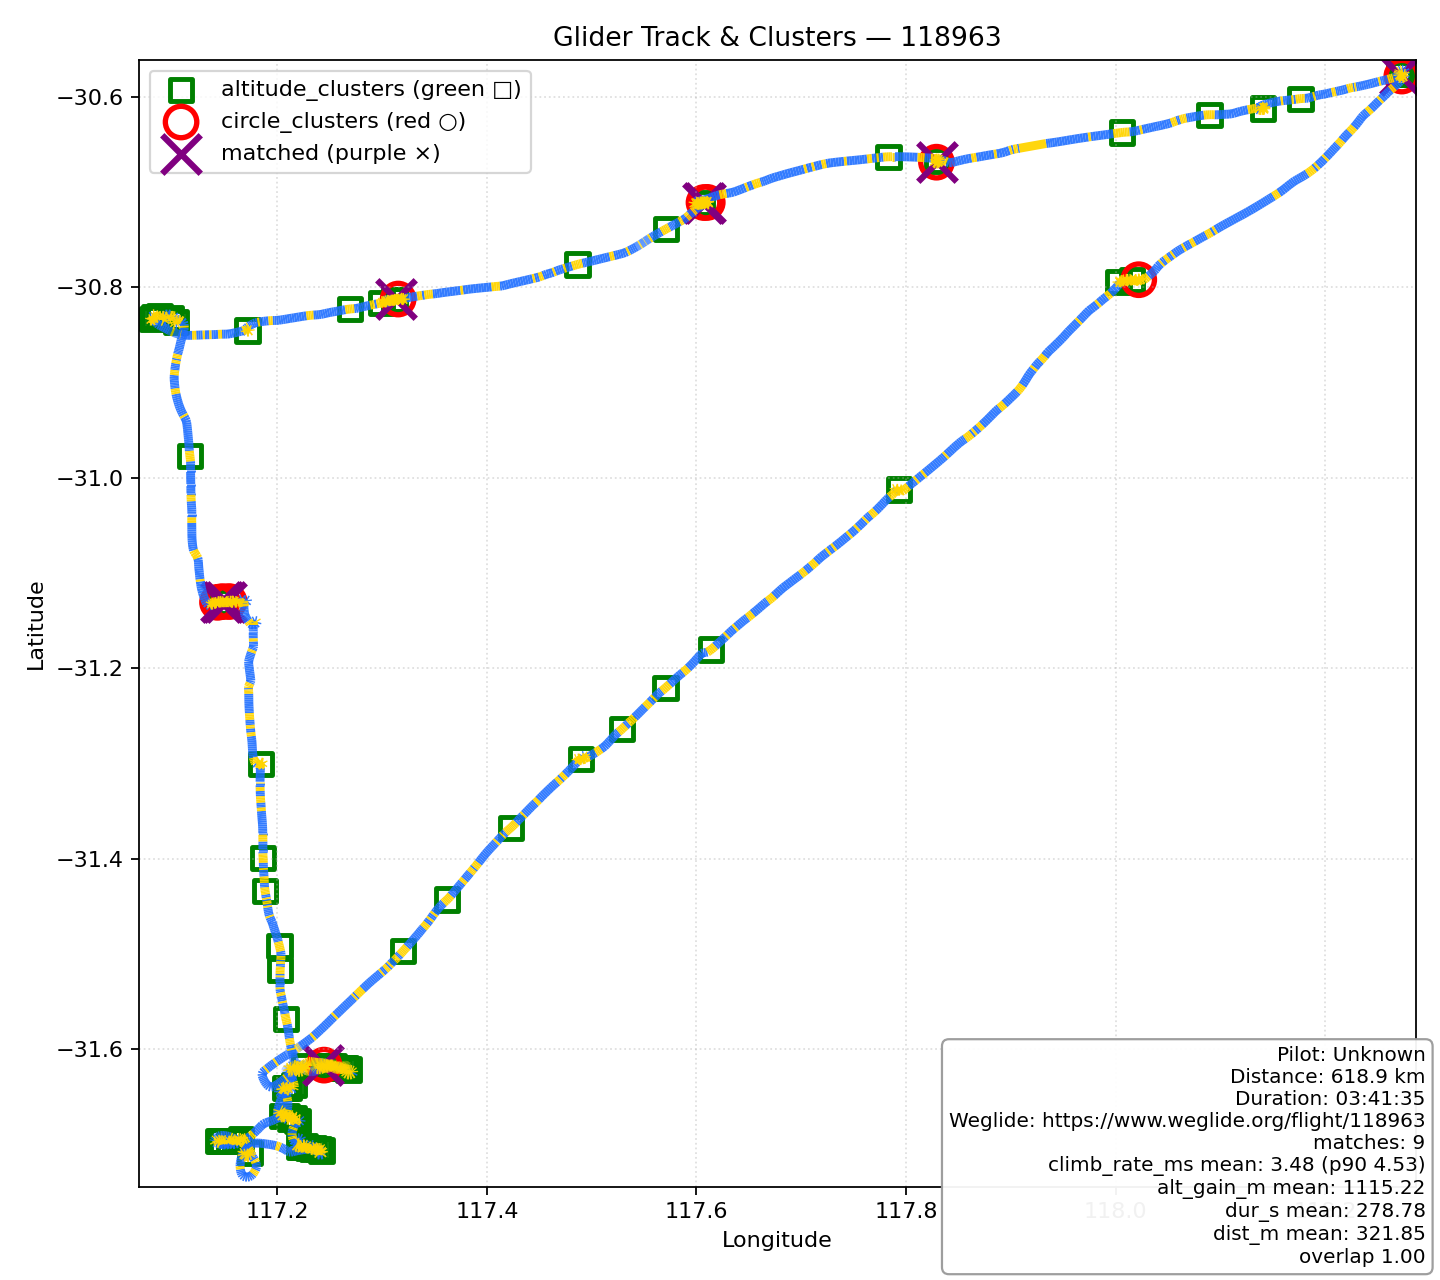 Glider Track & Clusters — 118963
altitude_clusters (green □)
circle_clusters (red ○)
matched (purple ×)
−30.6
−30.8
−31.0
−31.2
−31.4
−31.6
Latitude
117.2
117.4
117.6
117.8
118.0
Longitude
Pilot: Unknown
Distance: 618.9 km
Duration: 03:41:35
Weglide: https://www.weglide.org/flight/118963
matches: 9
climb_rate_ms mean: 3.48 (p90 4.53)
alt_gain_m mean: 1115.22
dur_s mean: 278.78
dist_m mean: 321.85
overlap 1.00